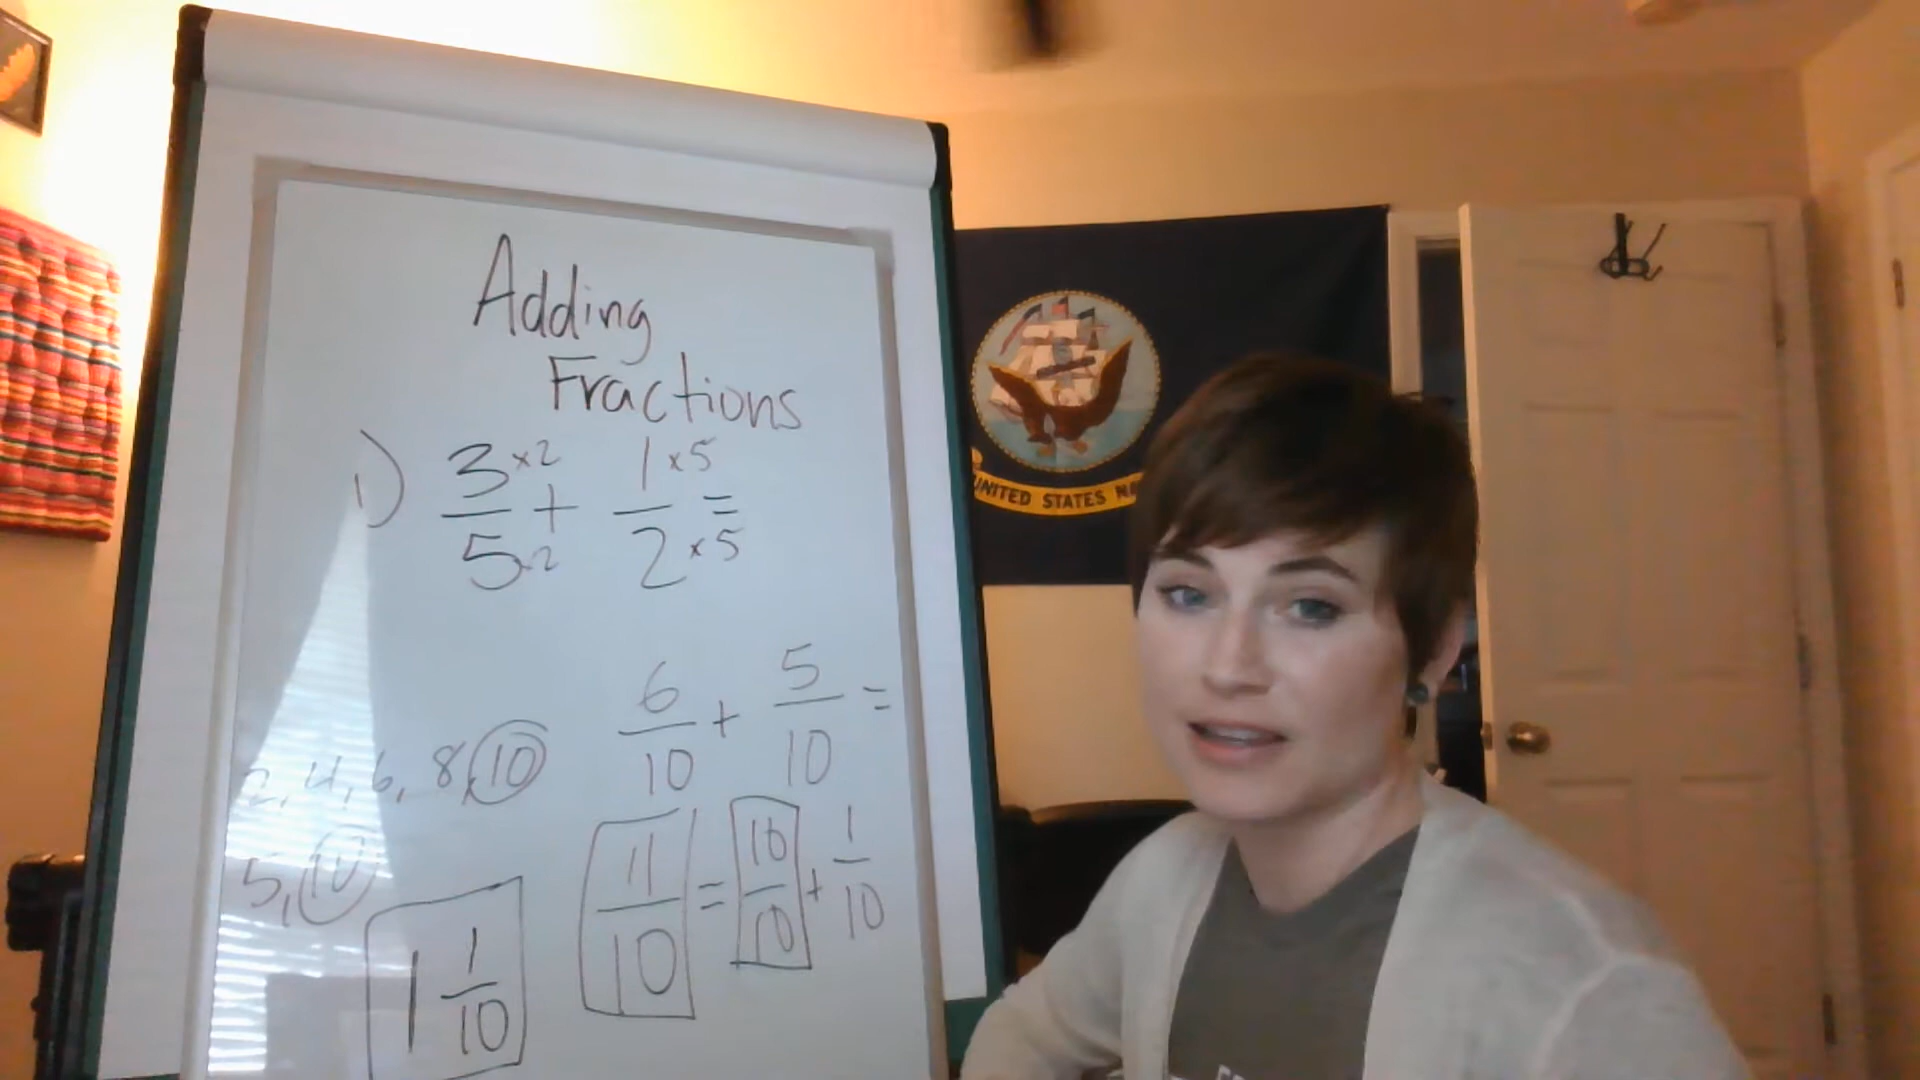 Adding
Fractions
1) 3 ×2 / 5 ·2 + 1 ×5 / 2 ×5 =
6/10 + 5/10 =
2, 4, 6, 8, 10
5, 10
11/10 = 10/10 + 1/10
1 1/10
UNITED STATES NA